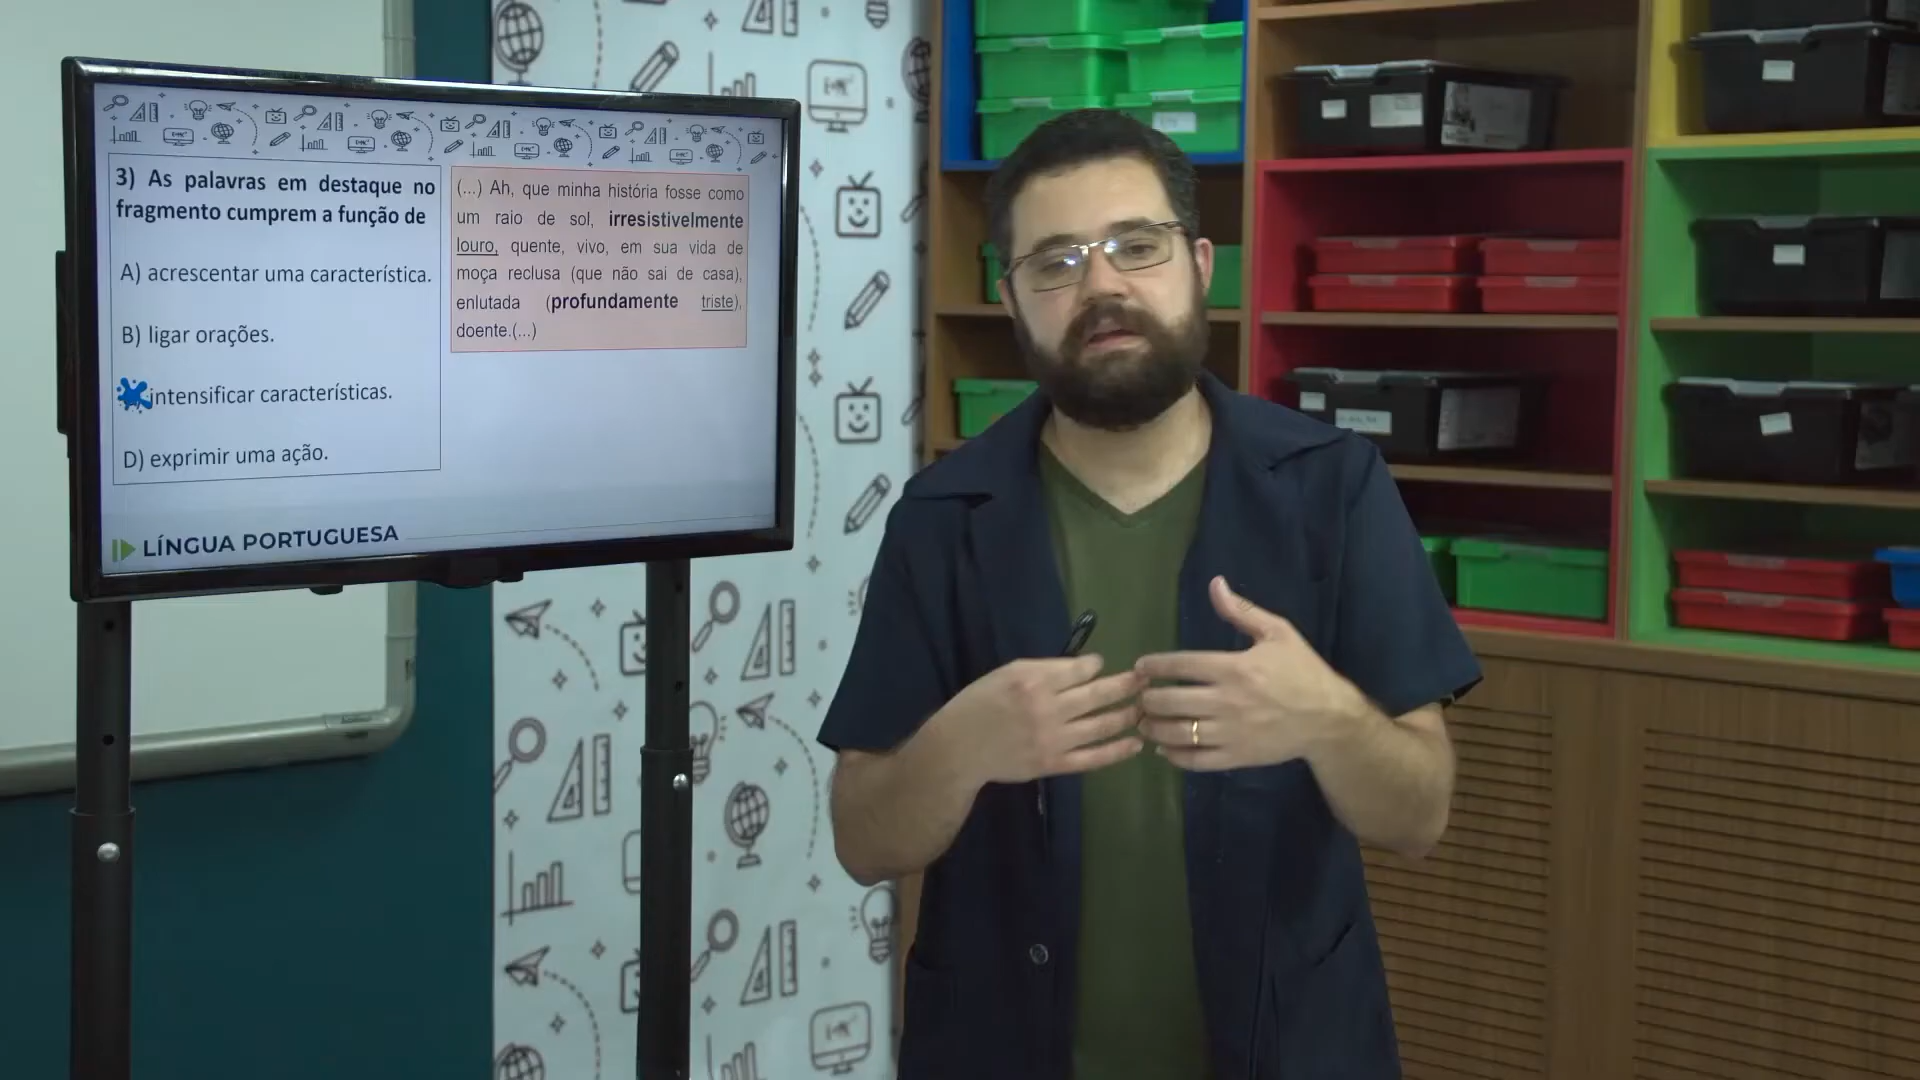 3) As palavras em destaque no
fragmento cumprem a função de
A) acrescentar uma característica.
B) ligar orações.
intensificar características.
D) exprimir uma ação.
(...) Ah, que minha história fosse como
um raio de sol, irresistivelmente
louro, quente, vivo, em sua vida de
moça reclusa (que não sai de casa),
enlutada (profundamente triste),
doente.(...)
LÍNGUA PORTUGUESA